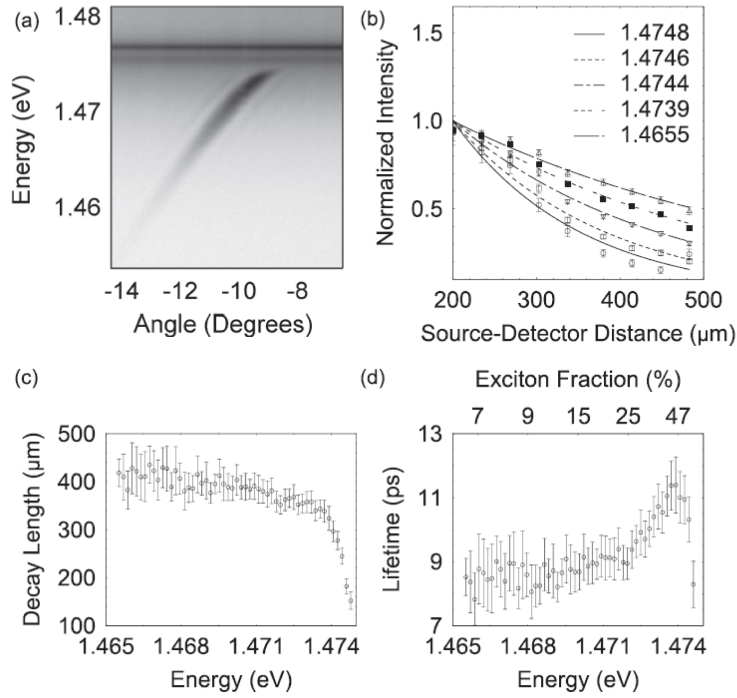 (a)
1.48
1.47
1.46
Energy (eV)
-14 -12 -10 -8
Angle (Degrees)
(b)
1.5
1.0
0.5
Normalized Intensity
1.4748
1.4746
1.4744
1.4739
1.4655
200 300 400 500
Source-Detector Distance (μm)
(c)
500
400
300
200
100
Decay Length (μm)
1.465 1.468 1.471 1.474
Energy (eV)
(d)
Exciton Fraction (%)
7 9 15 25 47
13
11
9
7
Lifetime (ps)
1.465 1.468 1.471 1.474
Energy (eV)